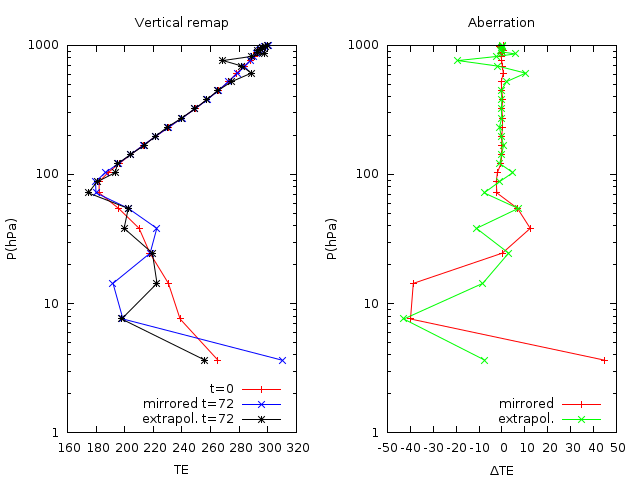 Vertical remap
1000
100
10
1
P(hPa)
t=0
mirrored t=72
extrapol. t=72
160 180 200 220 240 260 280 300 320
TE
Aberration
1000
100
10
1
P(hPa)
mirrored
extrapol.
-50 -40 -30 -20 -10 0 10 20 30 40 50
ΔTE